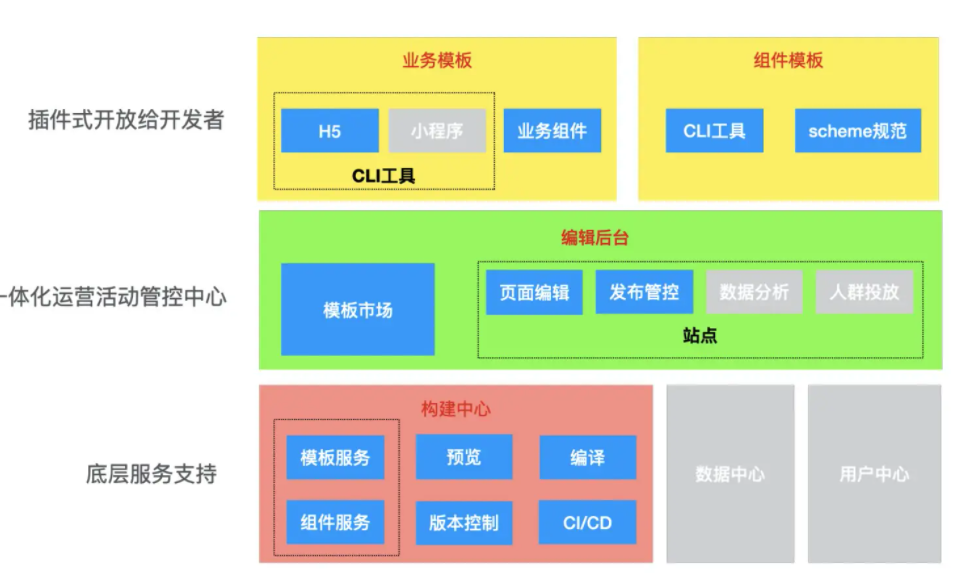 业务模板
组件模板
插件式开放给开发者
H5
小程序
业务组件
CLI工具
scheme规范
CLI工具
编辑后台
一体化运营活动管控中心
模板市场
页面编辑
发布管控
数据分析
人群投放
站点
构建中心
底层服务支持
模板服务
预览
编译
数据中心
用户中心
组件服务
版本控制
CI/CD